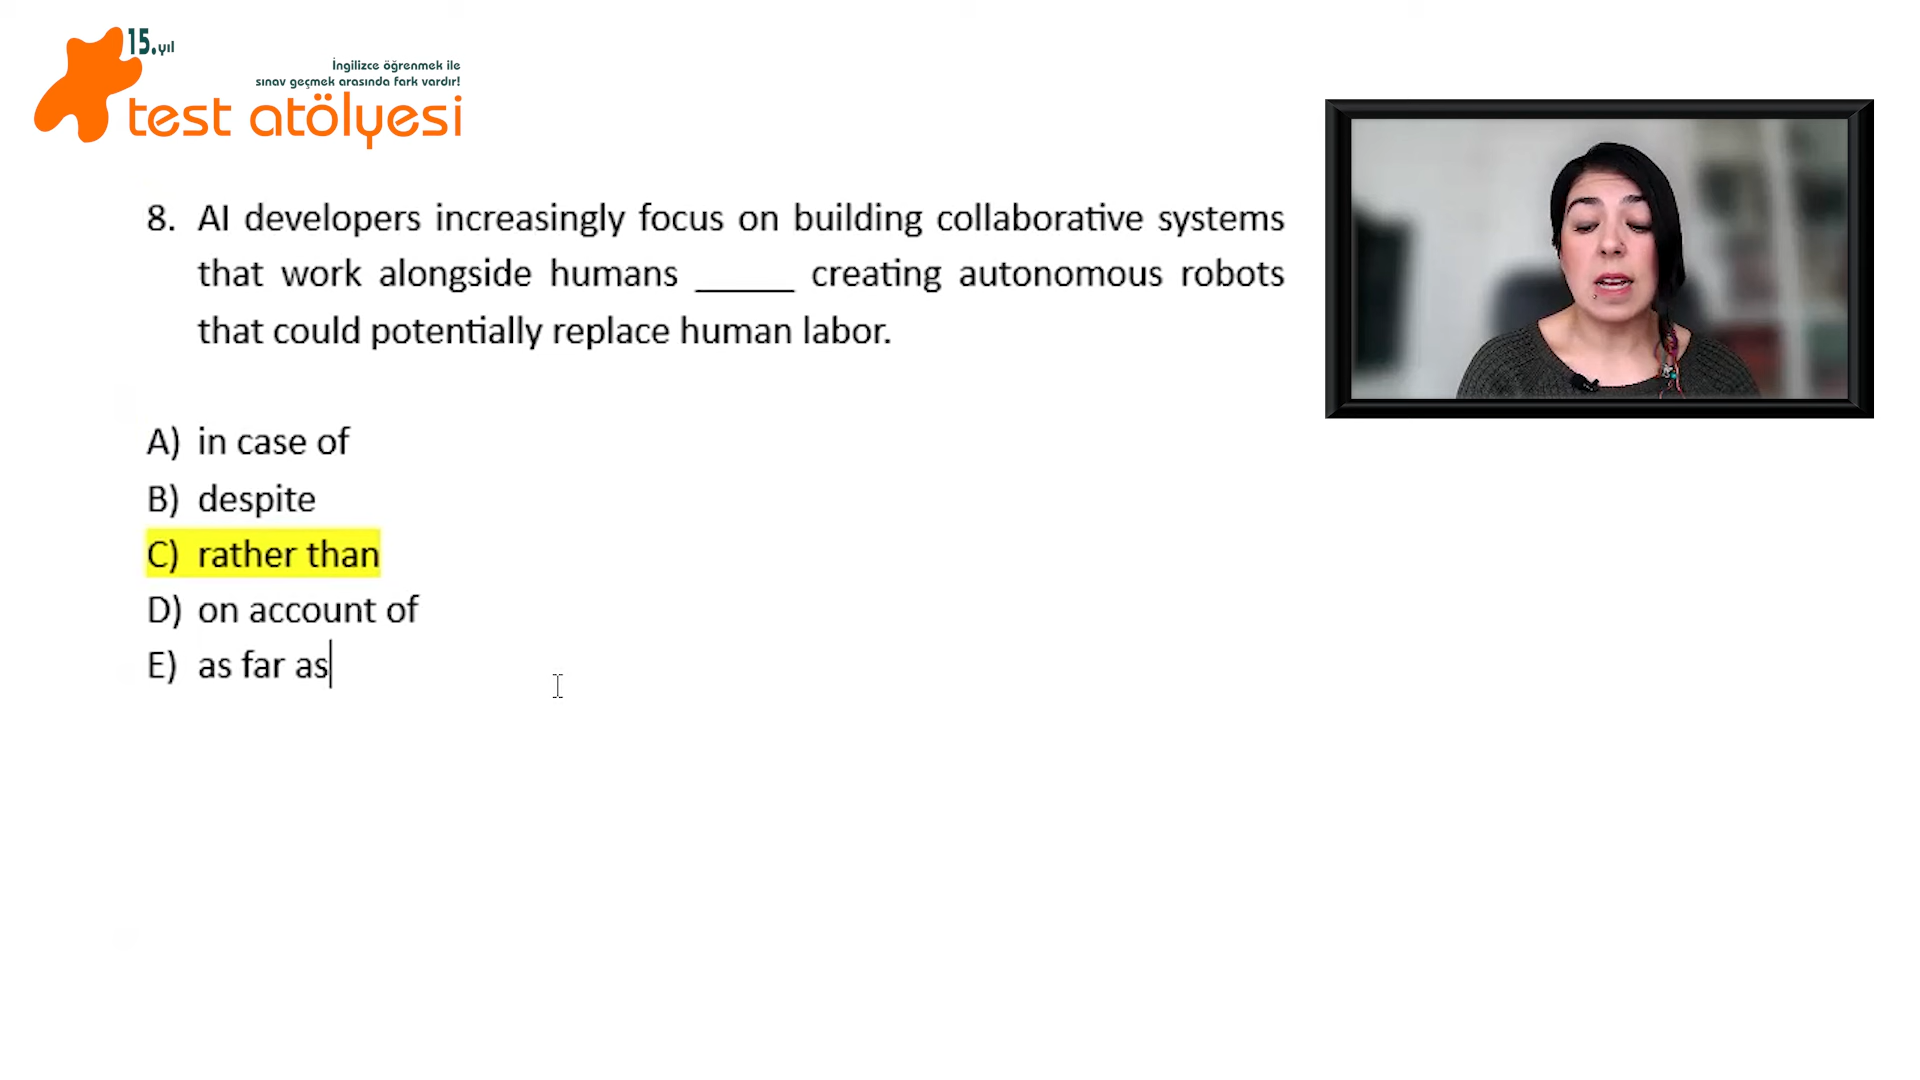 15.yıl
İngilizce öğrenmek ile
sınav geçmek arasında fark vardır!
test atölyesi
8. AI developers increasingly focus on building collaborative systems
that work alongside humans _____ creating autonomous robots
that could potentially replace human labor.
A) in case of
B) despite
C) rather than
D) on account of
E) as far as